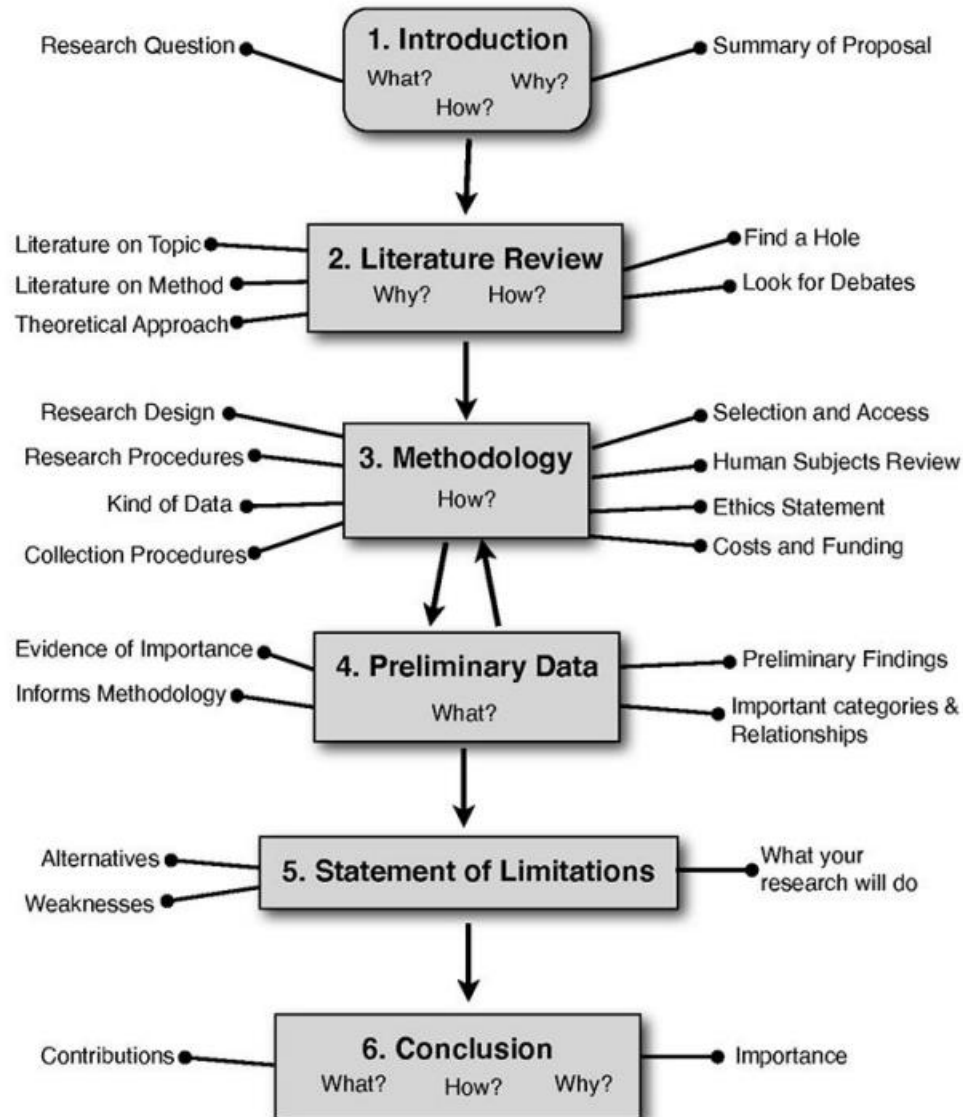 1. Introduction
Research Question
Summary of Proposal
What?
Why?
How?
2. Literature Review
Literature on Topic
Literature on Method
Theoretical Approach
Why?
How?
Find a Hole
Look for Debates
3. Methodology
Research Design
Research Procedures
Kind of Data
Collection Procedures
How?
Selection and Access
Human Subjects Review
Ethics Statement
Costs and Funding
4. Preliminary Data
Evidence of Importance
Informs Methodology
What?
Preliminary Findings
Important categories &
Relationships
5. Statement of Limitations
Alternatives
Weaknesses
What your
research will do
6. Conclusion
Contributions
What?
How?
Why?
Importance